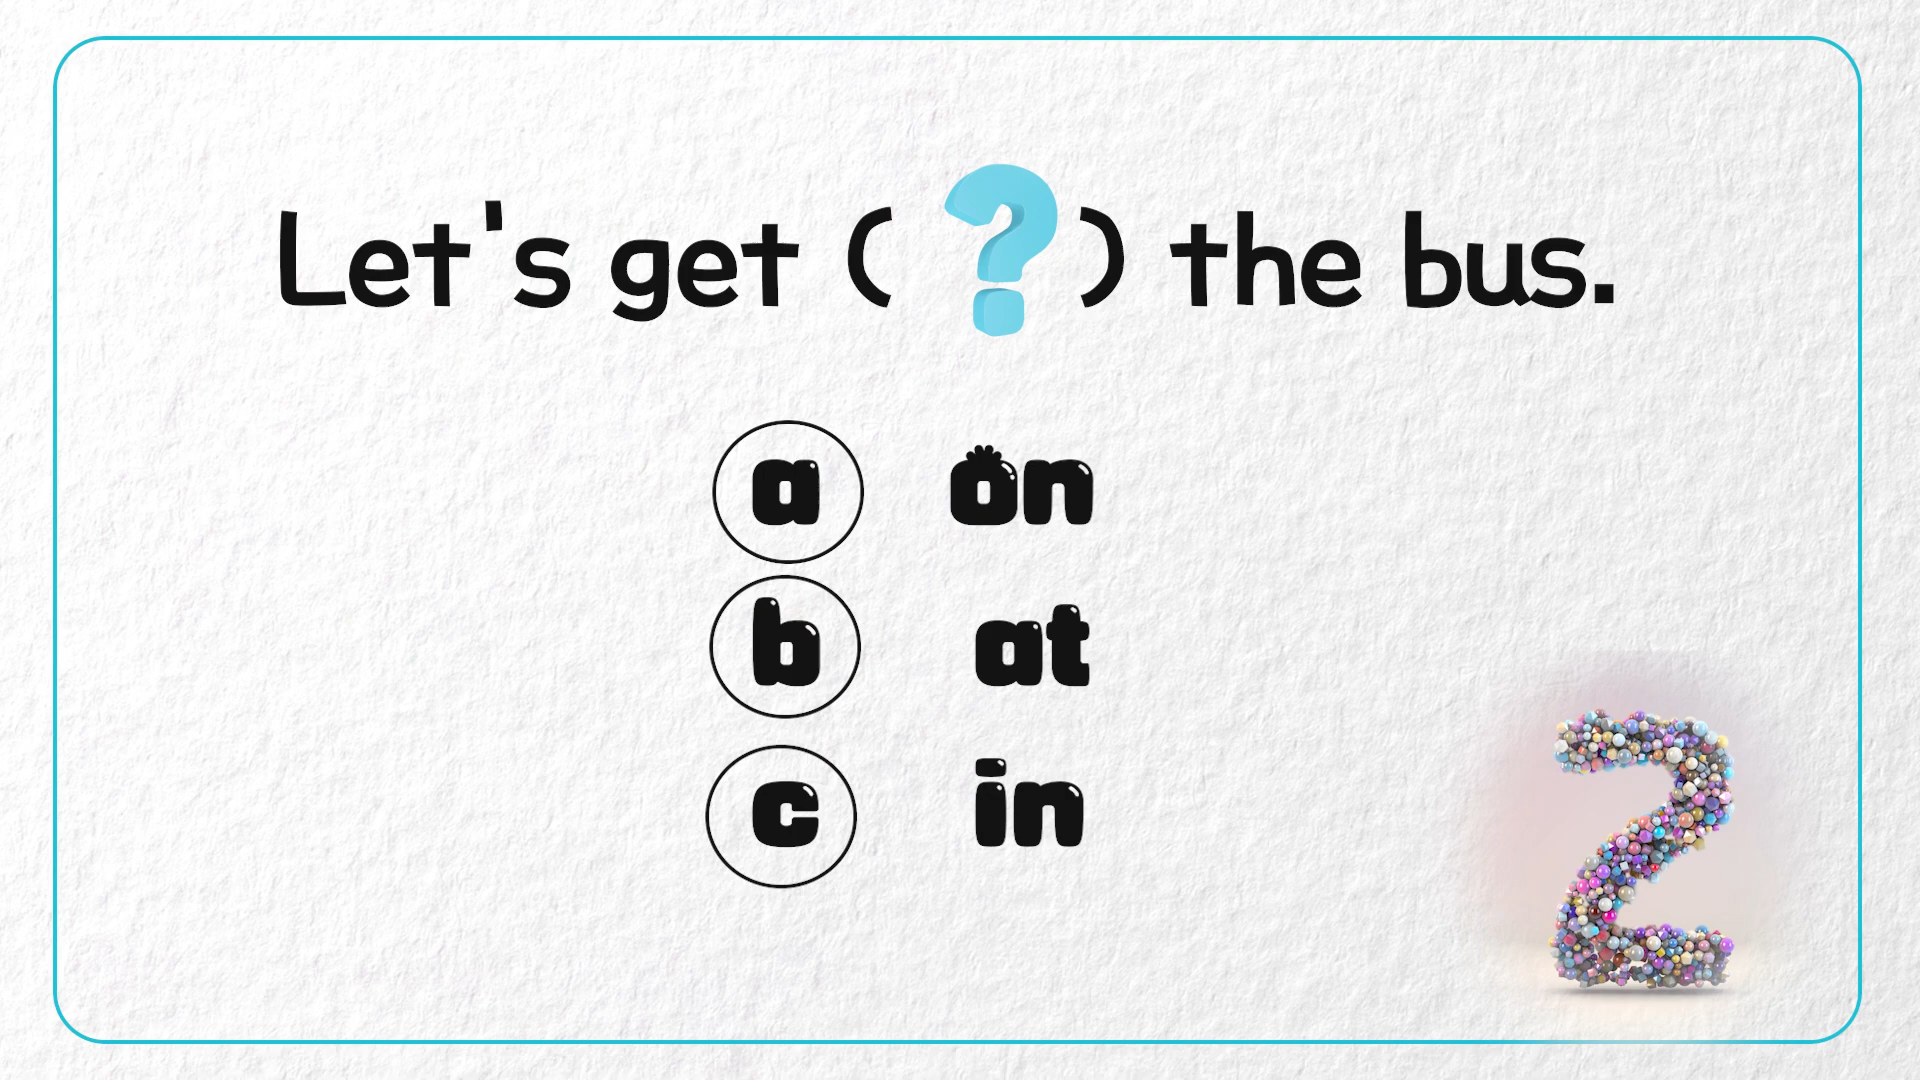 Let's get ( ? ) the bus.
a on
b at
c in
2